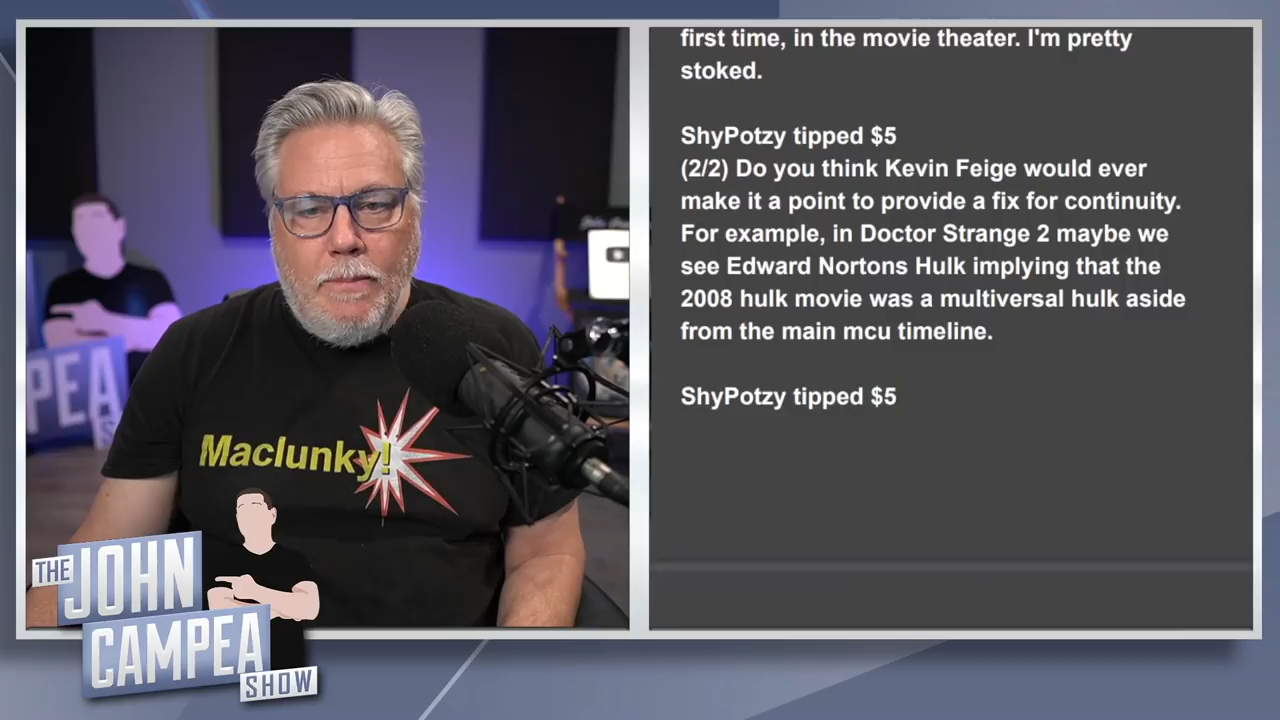 first time, in the movie theater. I'm pretty
stoked.
ShyPotzy tipped $5
(2/2) Do you think Kevin Feige would ever
make it a point to provide a fix for continuity.
For example, in Doctor Strange 2 maybe we
see Edward Nortons Hulk implying that the
2008 hulk movie was a multiversal hulk aside
from the main mcu timeline.
ShyPotzy tipped $5
Maclunky!
PEA
THE
JOHN
CAMPEA
SHOW